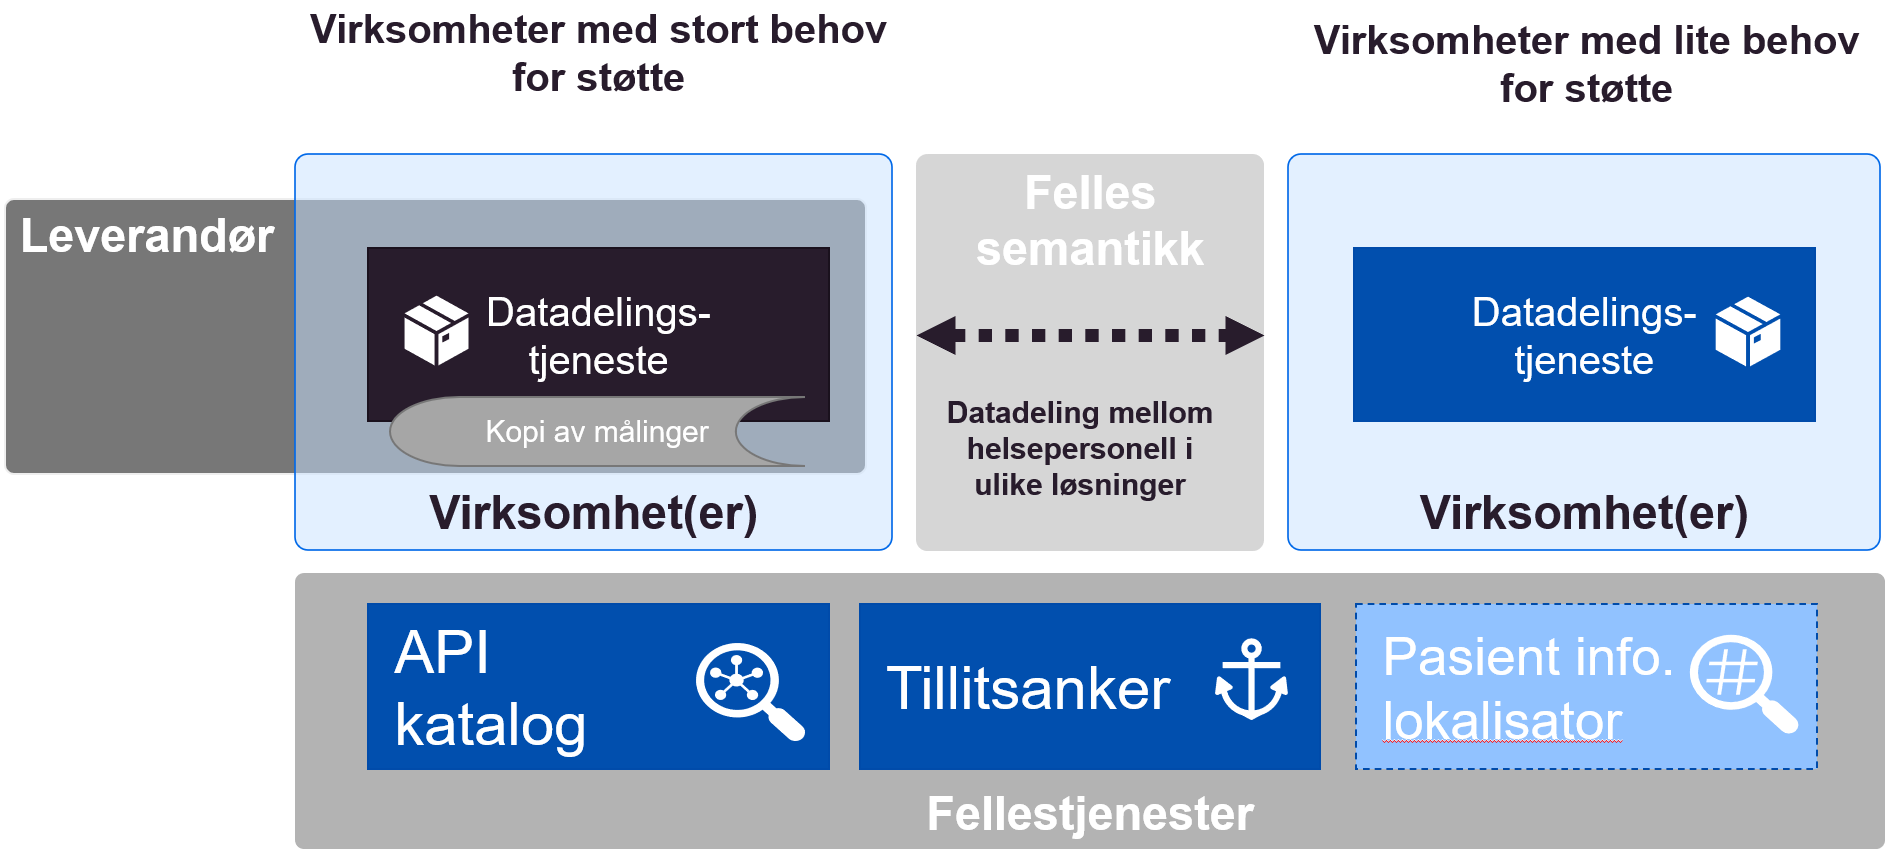 Virksomheter med stort behov
for støtte
Virksomheter med lite behov
for støtte
Leverandør
Datadelings-
tjeneste
Kopi av målinger
Virksomhet(er)
Felles
semantikk
Datadeling mellom
helsepersonell i
ulike løsninger
Datadelings-
tjeneste
Virksomhet(er)
API
katalog
Tillitsanker
Pasient info.
lokalisator
Fellestjenester